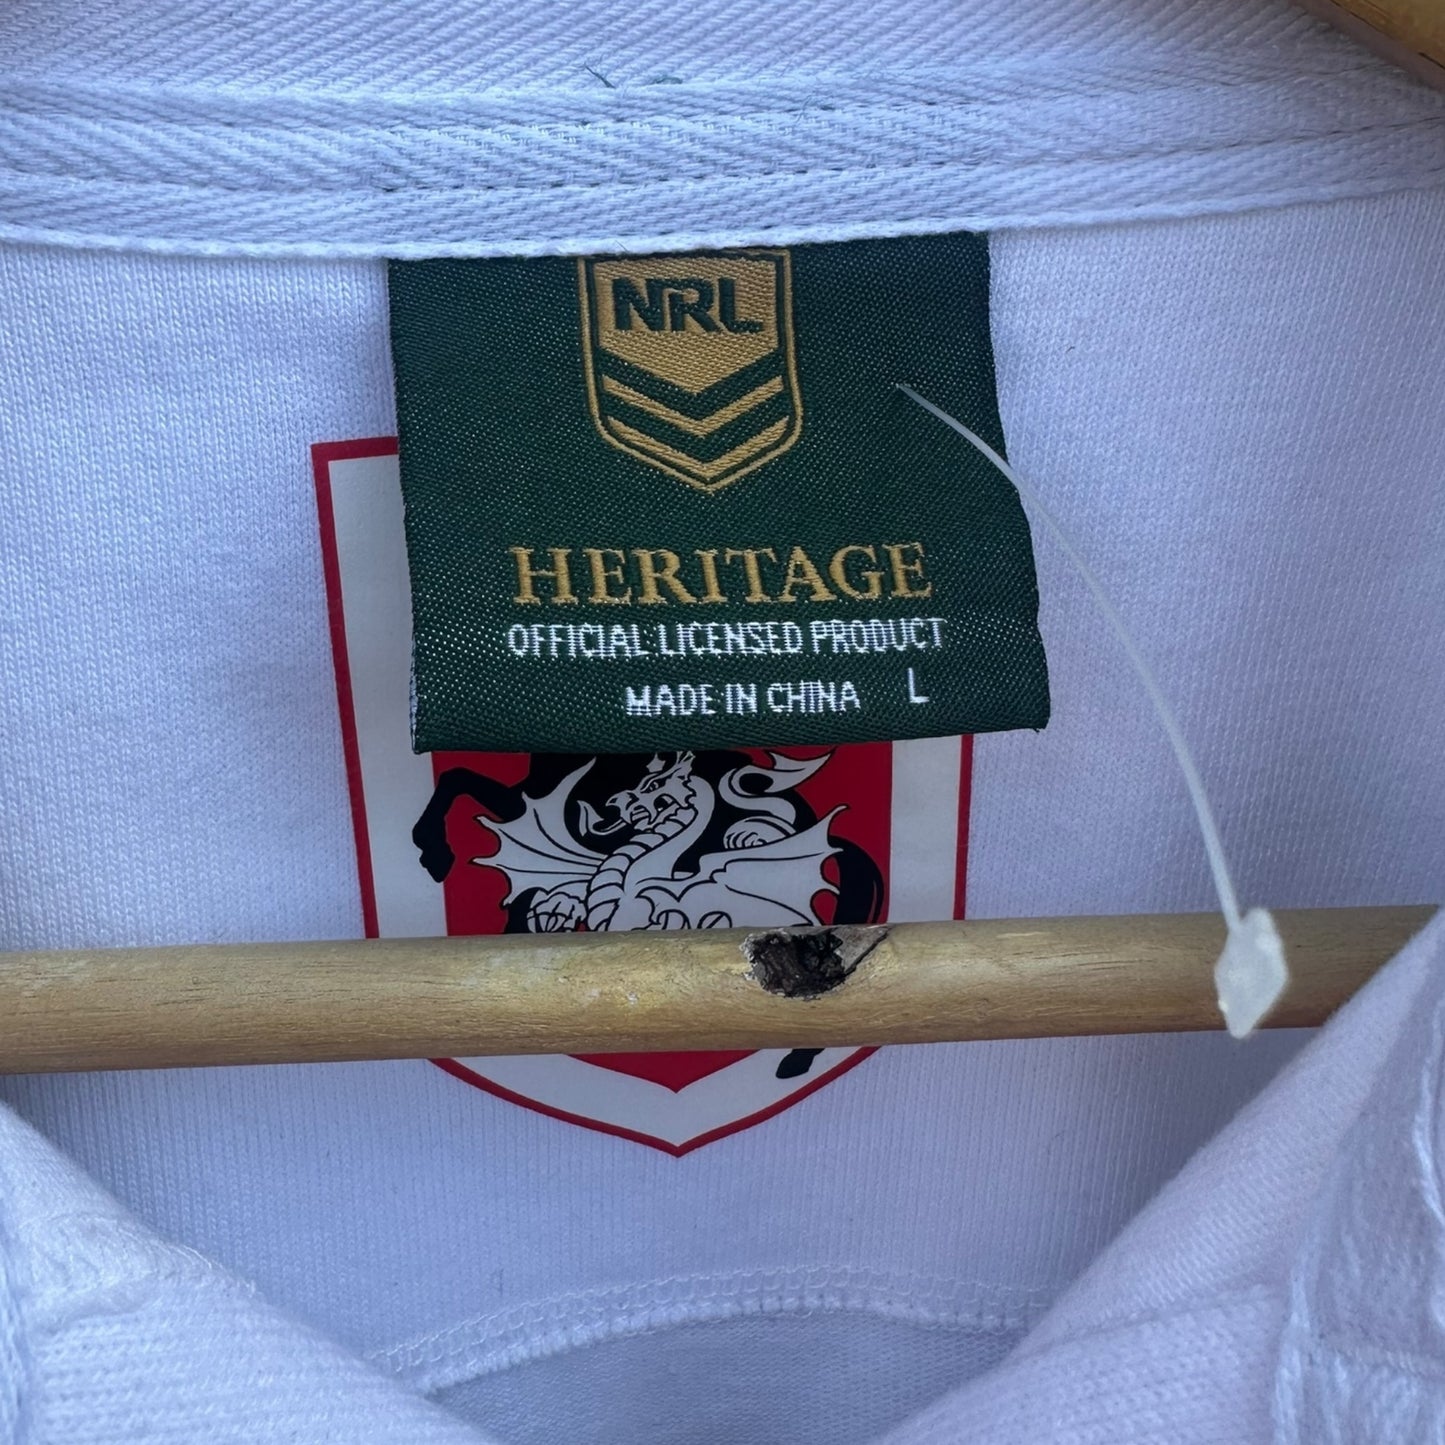 NRL
HERITAGE
OFFICIAL LICENSED PRODUCT
MADE IN CHINA L